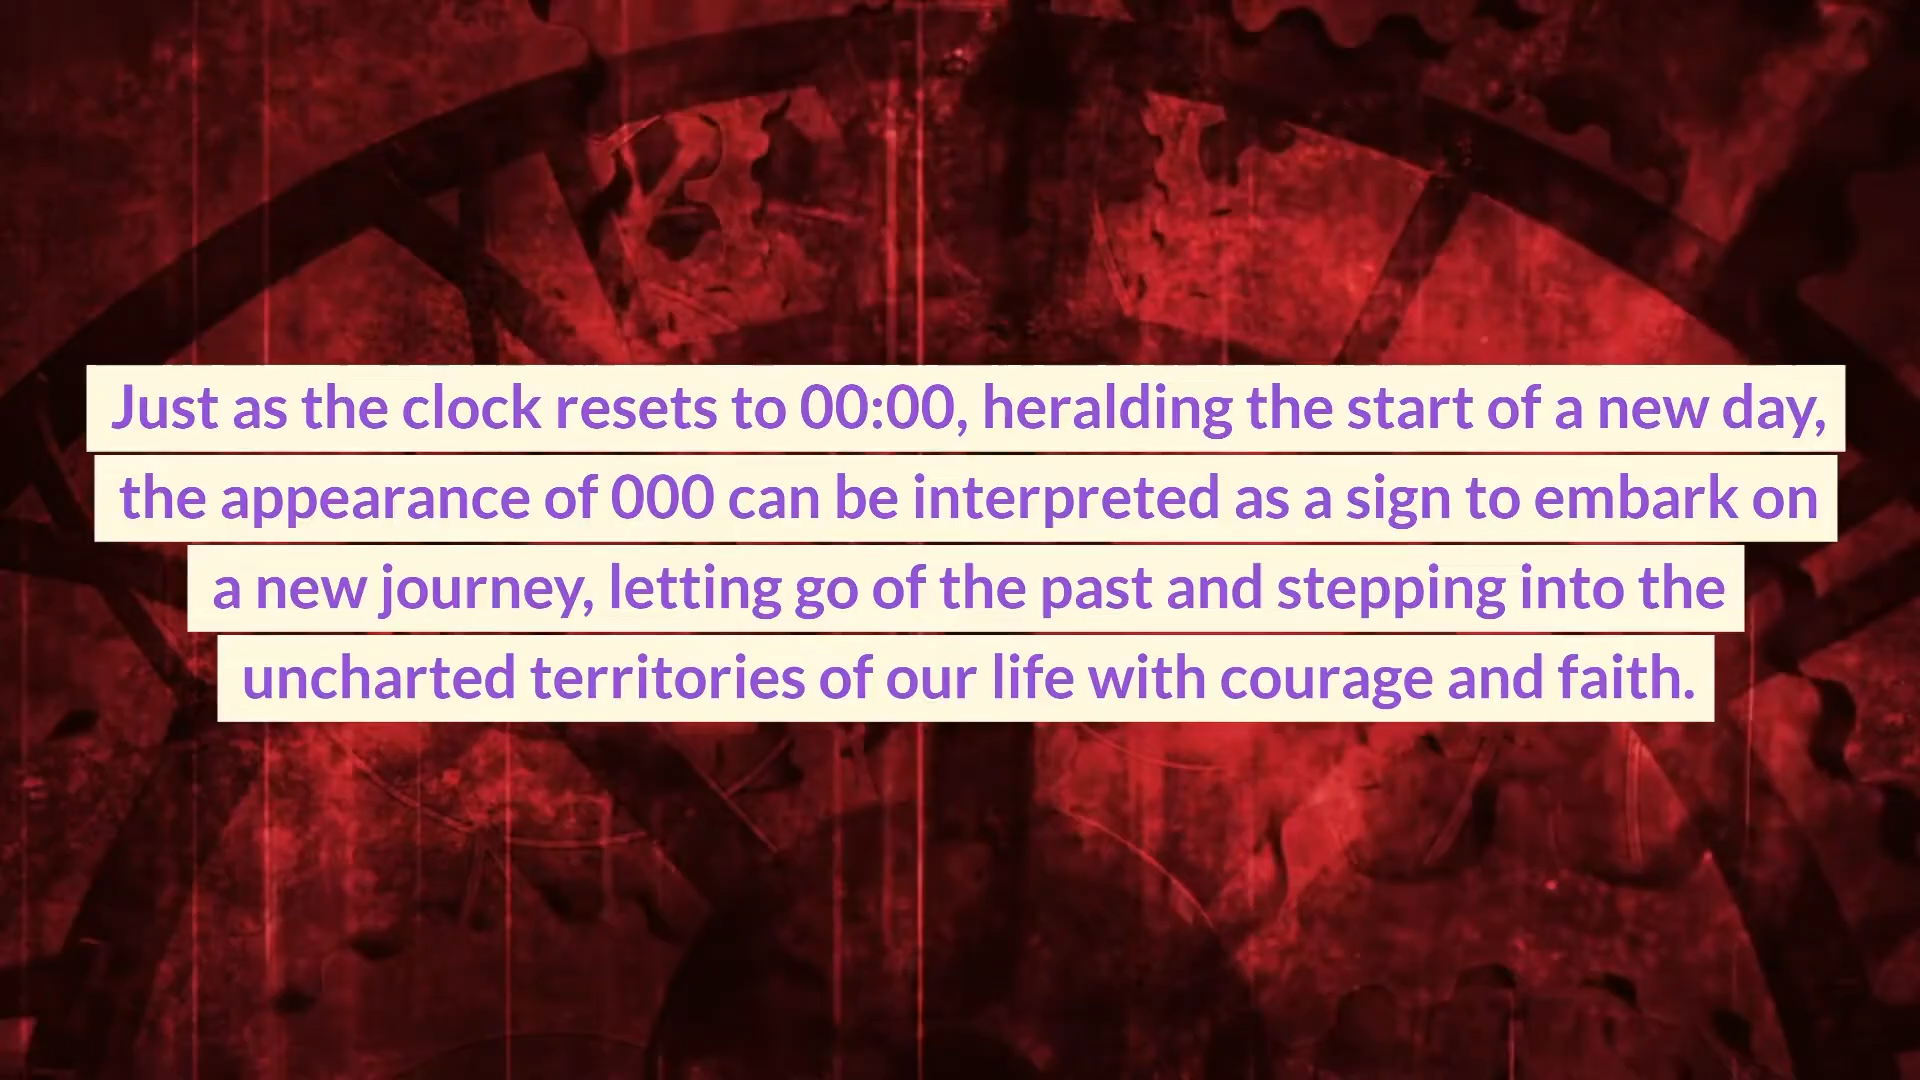 Just as the clock resets to 00:00, heralding the start of a new day,
the appearance of 000 can be interpreted as a sign to embark on
a new journey, letting go of the past and stepping into the
uncharted territories of our life with courage and faith.